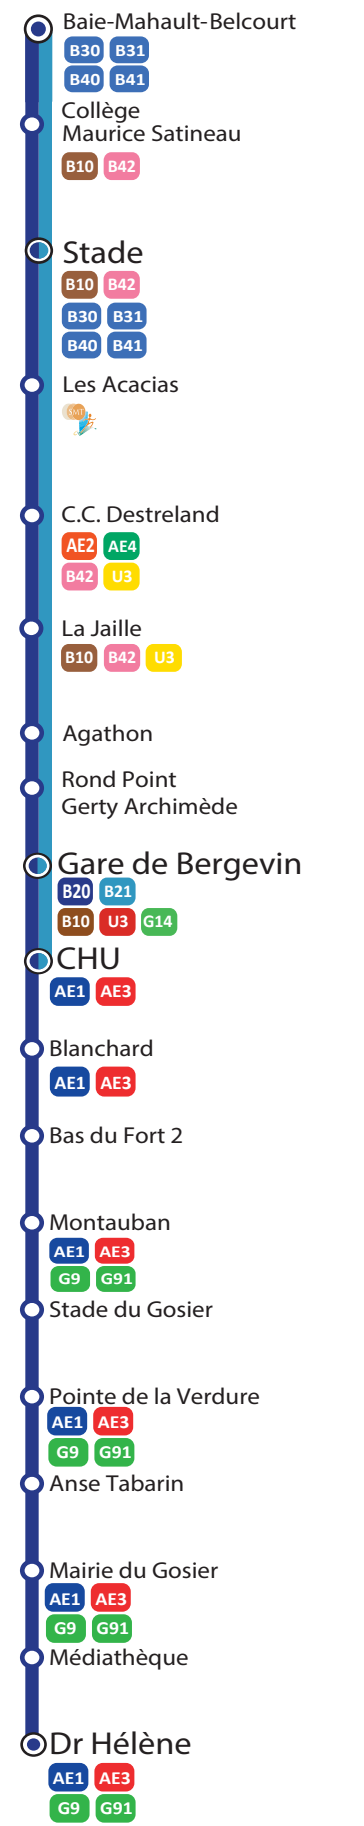 Baie-Mahault-Belcourt
B30 B31
B40 B41
Collège
Maurice Satineau
B10 B42
Stade
B10 B42
B30 B31
B40 B41
Les Acacias
SMT
C.C. Destreland
AE2 AE4
B42 U3
La Jaille
B10 B42 U3
Agathon
Rond Point
Gerty Archimède
Gare de Bergevin
B20 B21
B10 U3 G14
CHU
AE1 AE3
Blanchard
AE1 AE3
Bas du Fort 2
Montauban
AE1 AE3
G9 G91
Stade du Gosier
Pointe de la Verdure
AE1 AE3
G9 G91
Anse Tabarin
Mairie du Gosier
AE1 AE3
G9 G91
Médiathèque
Dr Hélène
AE1 AE3
G9 G91